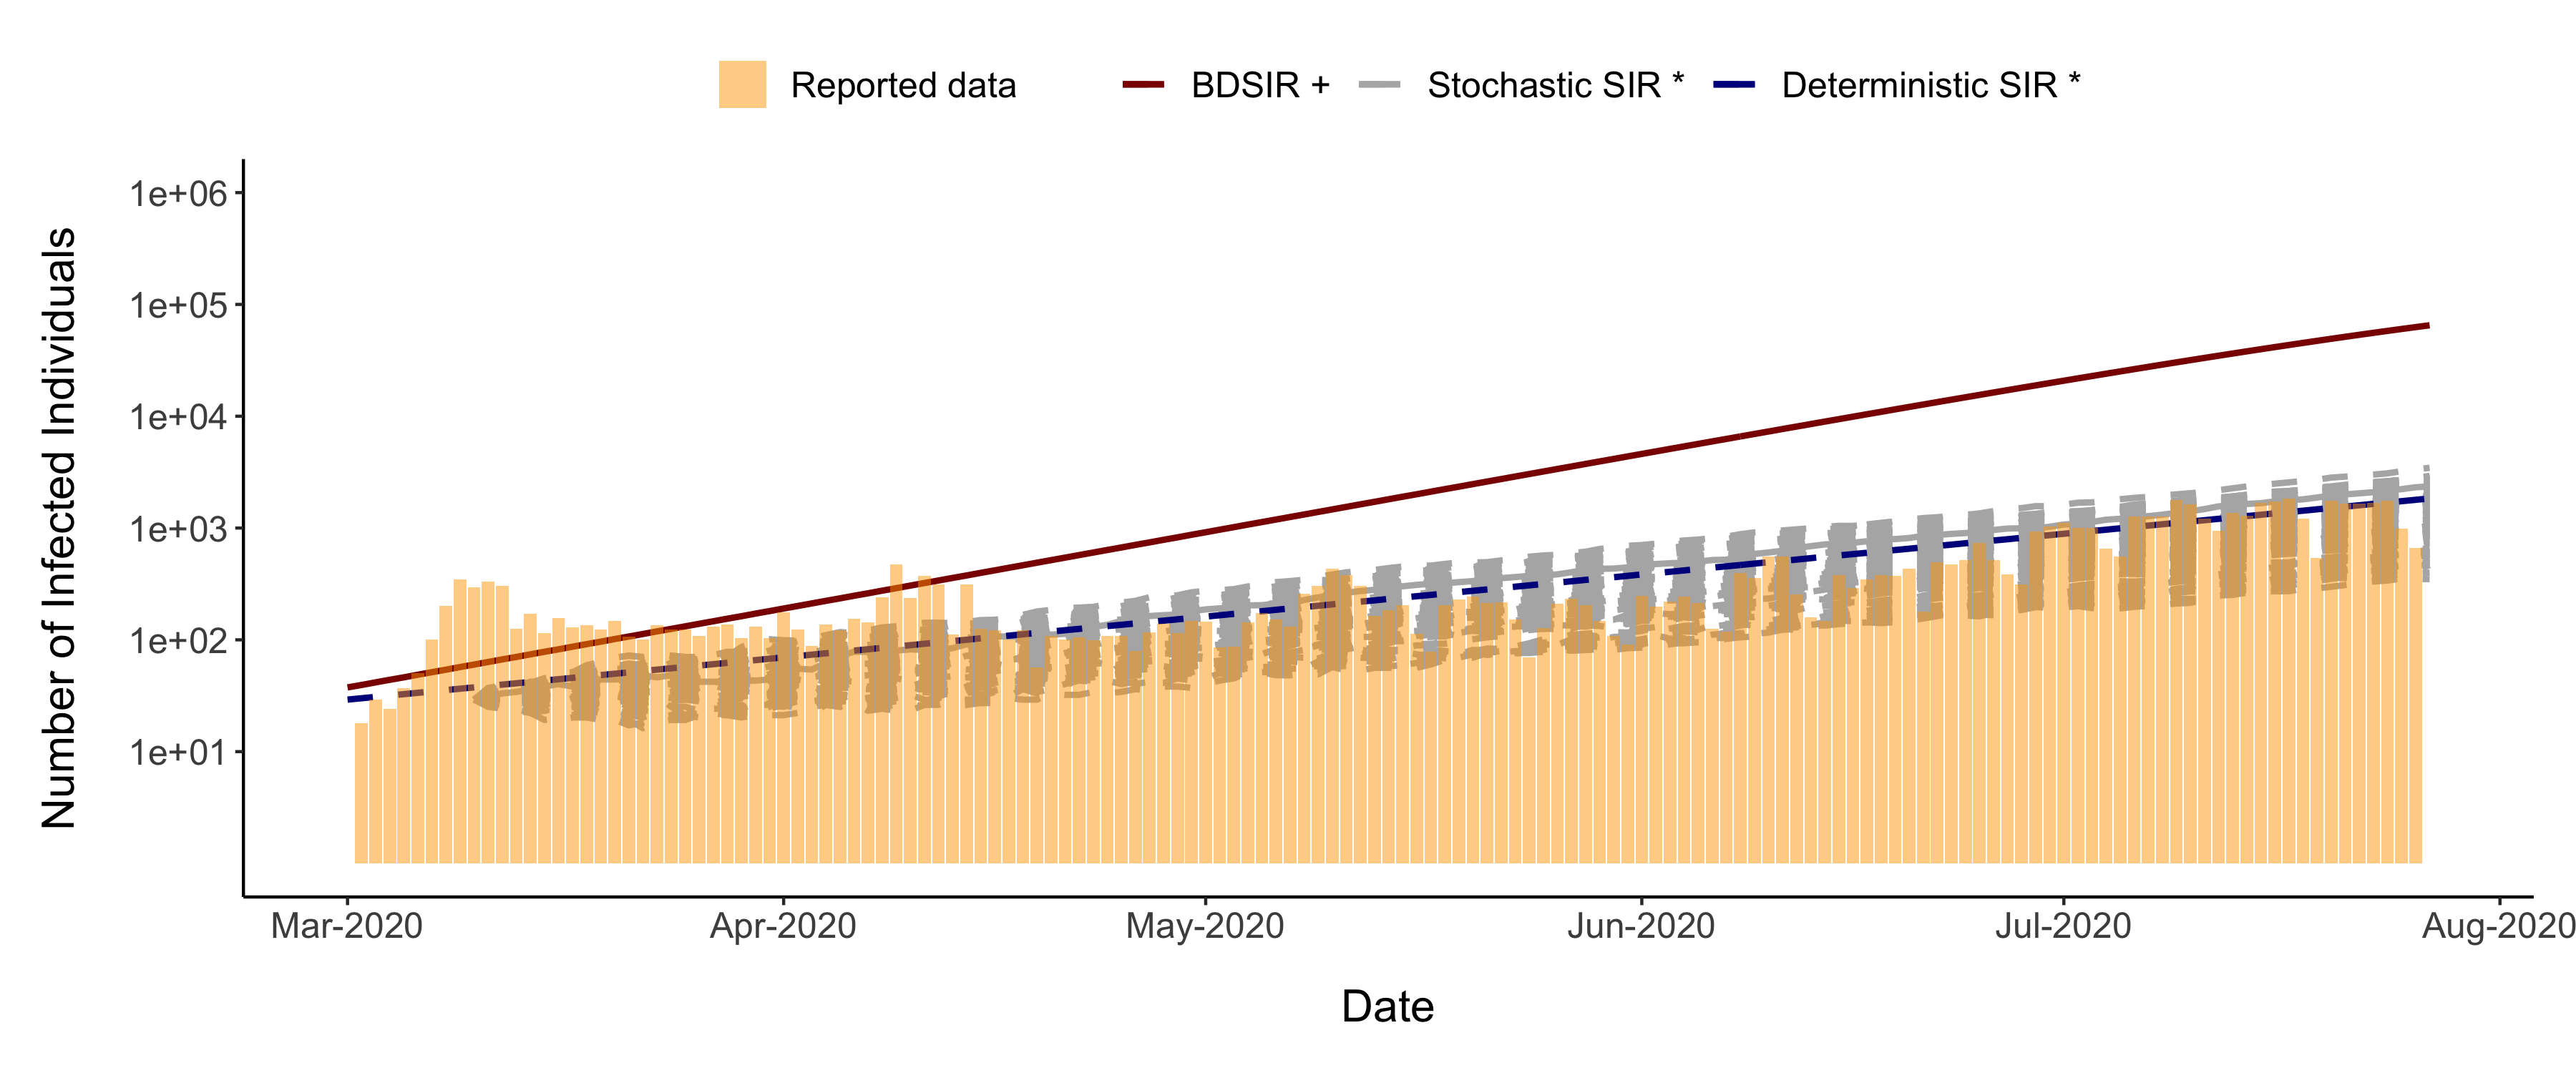 Reported data
BDSIR +
Stochastic SIR *
Deterministic SIR *
Number of Infected Individuals
1e+06
1e+05
1e+04
1e+03
1e+02
1e+01
Mar-2020
Apr-2020
May-2020
Jun-2020
Jul-2020
Aug-2020
Date